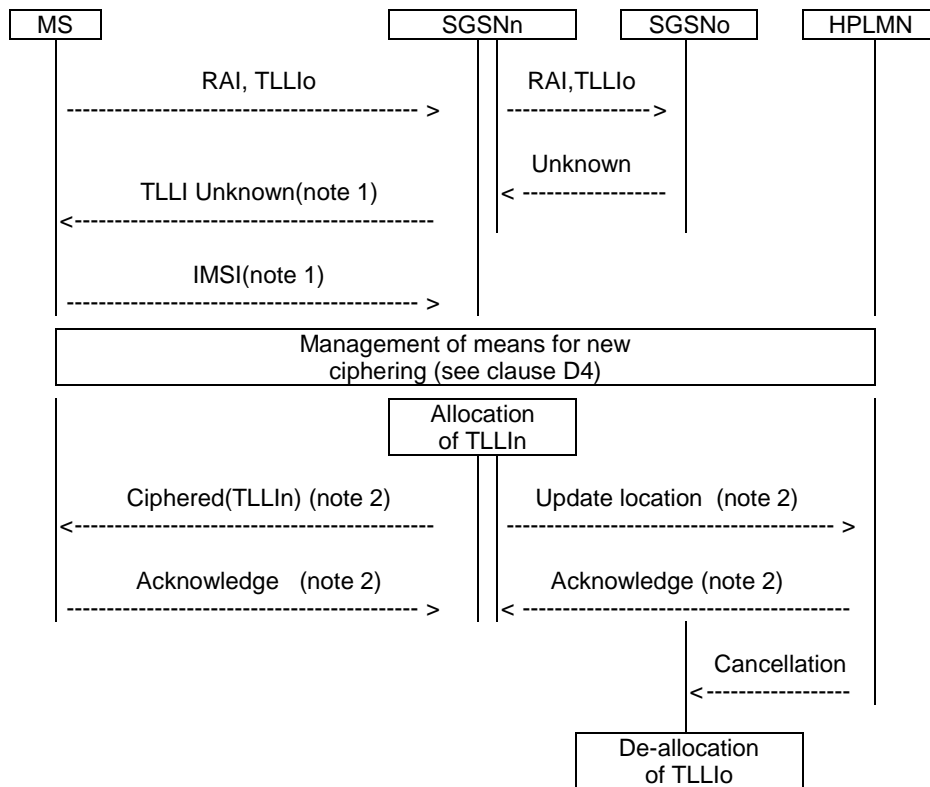 MS SGSNn SGSNo HPLMN
RAI, TLLIo RAI,TLLIo
--------------------------------------------- > ------------------ >
Unknown
TLLI Unknown(note 1) < ------------------
<---------------------------------------------
IMSI(note 1)
--------------------------------------------- >
Management of means for new
ciphering (see clause D4)
Allocation
of TLLIn
Ciphered(TLLIn) (note 2) Update location (note 2)
<--------------------------------------------- ----------------------------------------- >
Acknowledge (note 2) Acknowledge (note 2)
--------------------------------------------- > < -----------------------------------------
Cancellation
<------------------
De-allocation
of TLLIo